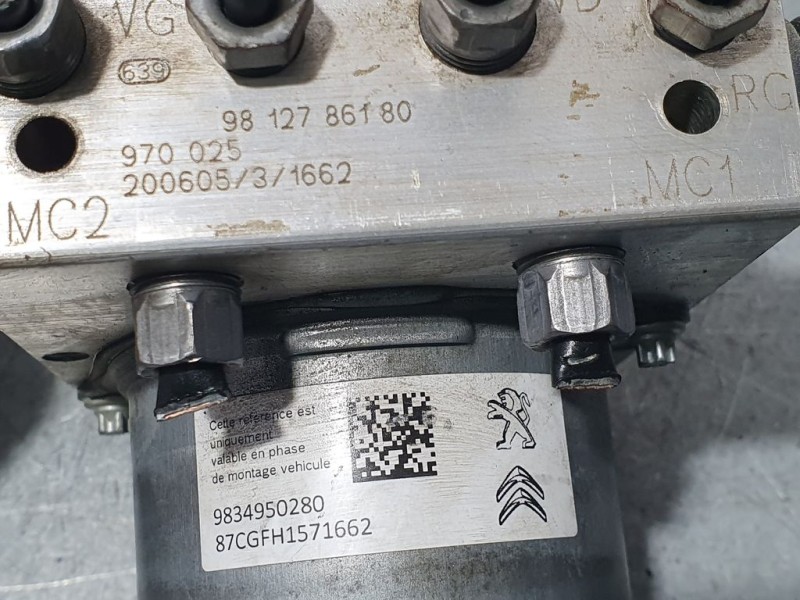 VG
639
98 127 861 80
RG
970 025
200605/3/1662
MC1
MC2
Cette reference est
uniquement
valable en phase
de montage vehicule
9834950280
87CGFH1571662